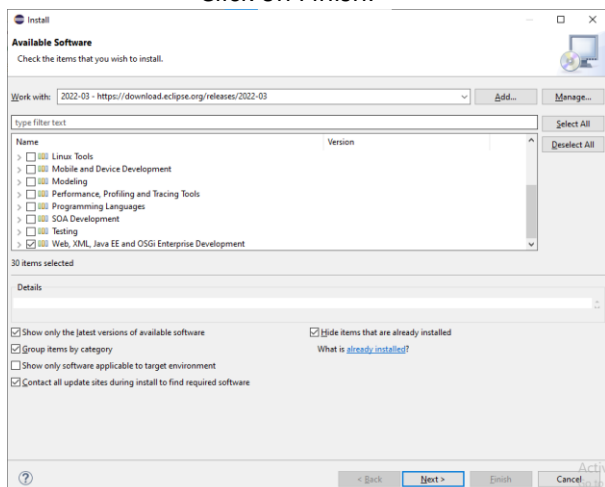 Install
Available Software
Check the items that you wish to install.
Work with: 2022-03 - https://download.eclipse.org/releases/2022-03 Add... Manage...
type filter text Select All
Name Version Deselect All
Linux Tools
Mobile and Device Development
Modeling
Performance, Profiling and Tracing Tools
Programming Languages
SOA Development
Testing
Web, XML, Java EE and OSGi Enterprise Development
30 items selected
Details
Show only the latest versions of available software Hide items that are already installed
Group items by category What is already installed?
Show only software applicable to target environment
Contact all update sites during install to find required software
< Back Next > Finish Cancel